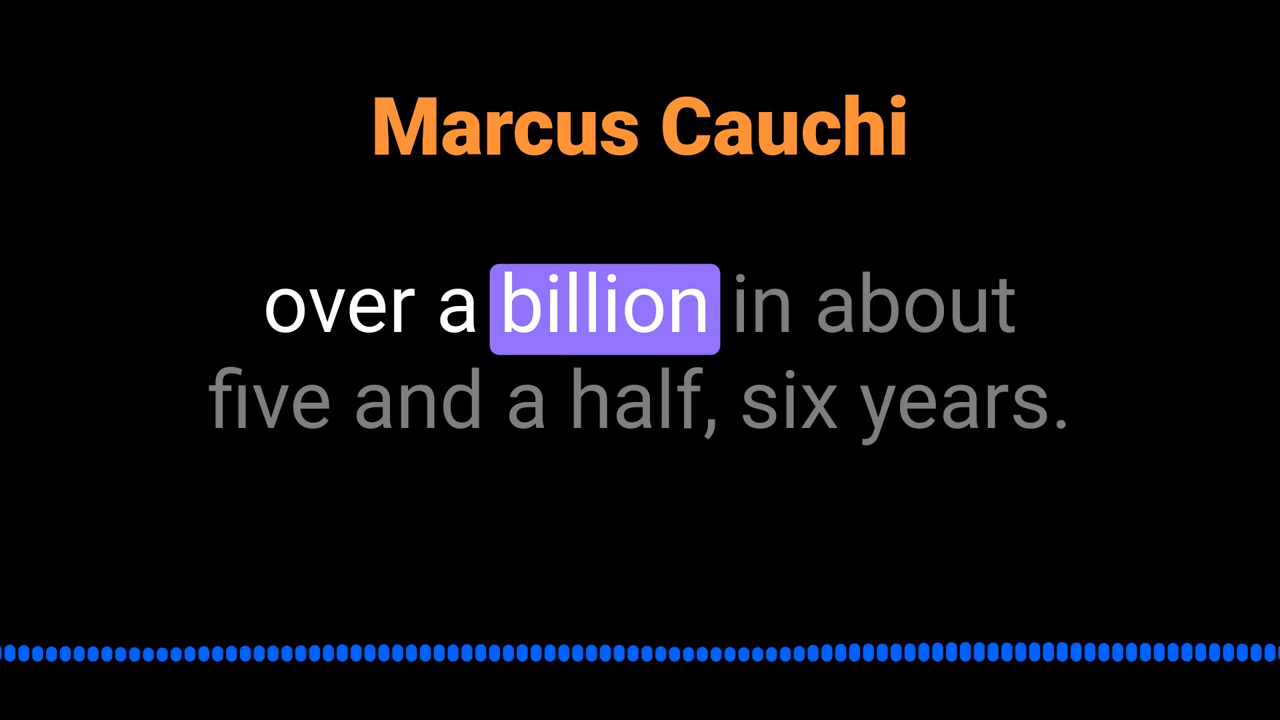 Marcus Cauchi
over a billion in about
five and a half, six years.